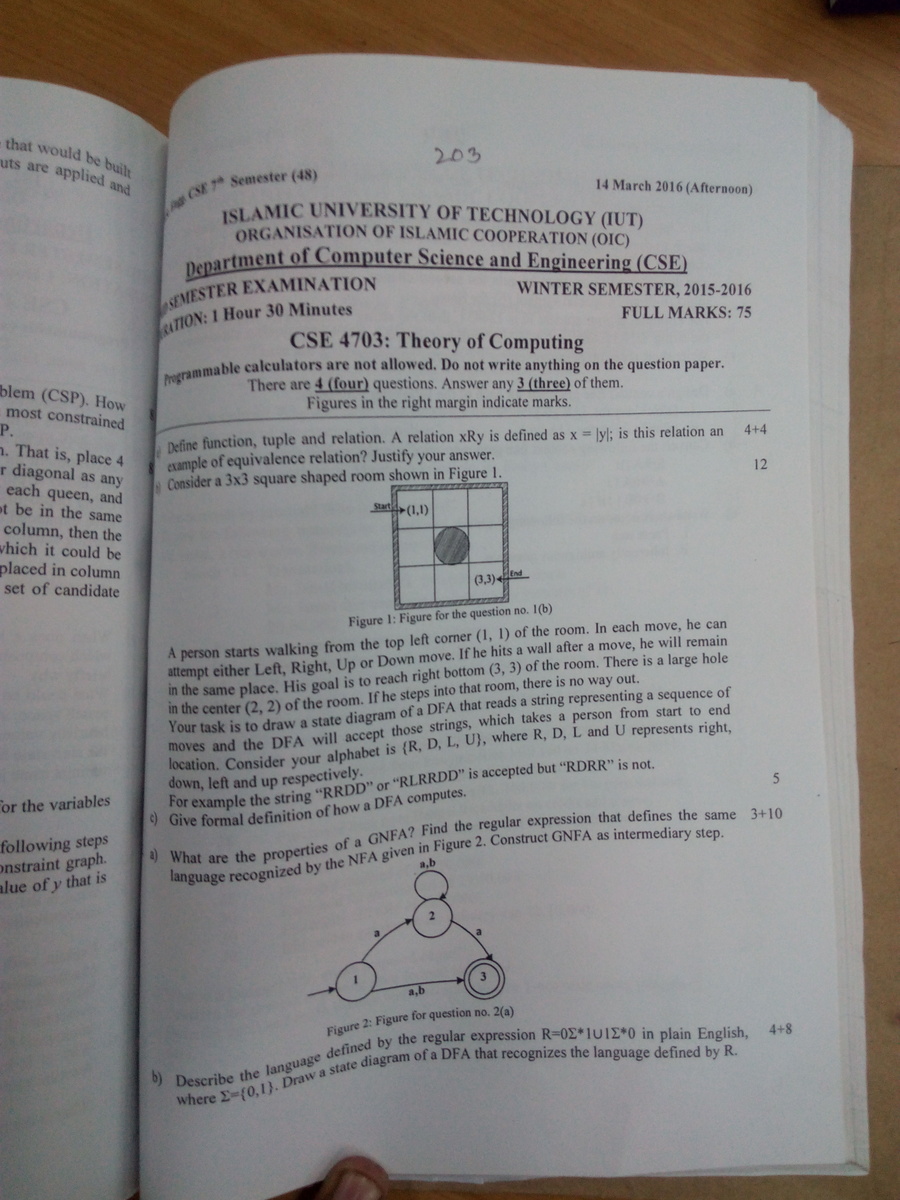 that would be built
uts are applied and
blem (CSP). How
most constrained
P.
n. That is, place 4
r diagonal as any
each queen, and
ot be in the same
column, then the
which it could be
placed in column
set of candidate
for the variables
following steps
onstraint graph.
alue of y that is
203
CSE 7th Semester (48)
14 March 2016 (Afternoon)
ISLAMIC UNIVERSITY OF TECHNOLOGY (IUT)
ORGANISATION OF ISLAMIC COOPERATION (OIC)
Department of Computer Science and Engineering (CSE)
SEMESTER EXAMINATION
WINTER SEMESTER, 2015-2016
RATION: 1 Hour 30 Minutes
FULL MARKS: 75
CSE 4703: Theory of Computing
Programmable calculators are not allowed. Do not write anything on the question paper.
There are 4 (four) questions. Answer any 3 (three) of them.
Figures in the right margin indicate marks.
Define function, tuple and relation. A relation xRy is defined as x = |y|; is this relation an 4+4
example of equivalence relation? Justify your answer.
Consider a 3x3 square shaped room shown in Figure 1. 12
Start (1,1)
(3,3) End
Figure 1: Figure for the question no. 1(b)
A person starts walking from the top left corner (1, 1) of the room. In each move, he can
attempt either Left, Right, Up or Down move. If he hits a wall after a move, he will remain
in the same place. His goal is to reach right bottom (3, 3) of the room. There is a large hole
in the center (2, 2) of the room. If he steps into that room, there is no way out.
Your task is to draw a state diagram of a DFA that reads a string representing a sequence of
moves and the DFA will accept those strings, which takes a person from start to end
location. Consider your alphabet is {R, D, L, U}, where R, D, L and U represents right,
down, left and up respectively.
For example the string “RRDD” or “RLRRDD” is accepted but “RDRR” is not.
c) Give formal definition of how a DFA computes. 5
a) What are the properties of a GNFA? Find the regular expression that defines the same 3+10
language recognized by the NFA given in Figure 2. Construct GNFA as intermediary step.
a,b
2
a
a
1
3
a,b
Figure 2: Figure for question no. 2(a)
b) Describe the language defined by the regular expression R=0Σ*1∪1Σ*0 in plain English, 4+8
where Σ={0,1}. Draw a state diagram of a DFA that recognizes the language defined by R.